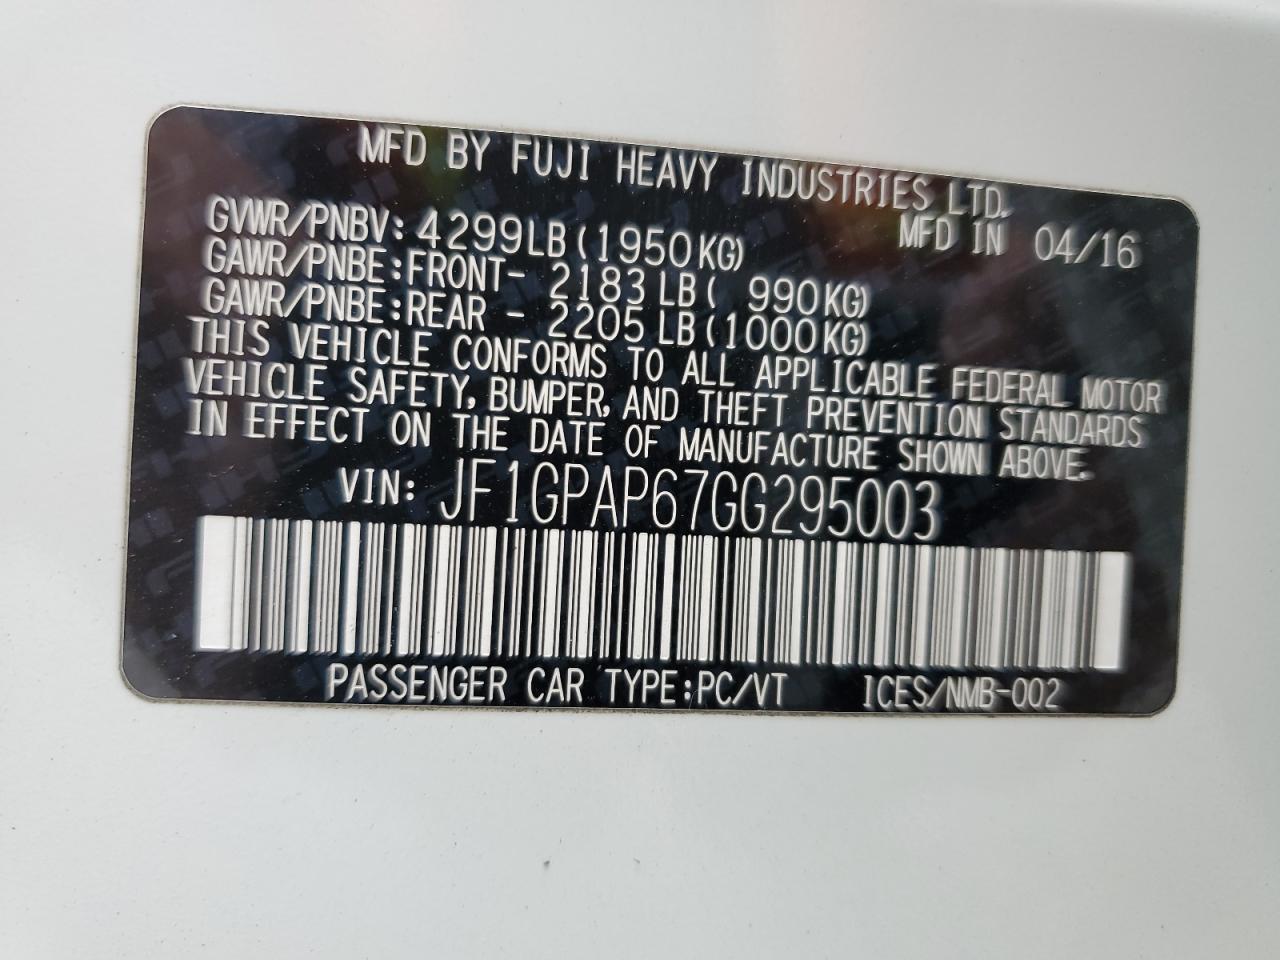 MFD BY FUJI HEAVY INDUSTRIES LTD.
GVWR/PNBV: 4299LB(1950KG) MFD IN 04/16
GAWR/PNBE:FRONT- 2183 LB( 990KG)
GAWR/PNBE:REAR - 2205 LB(1000KG)
THIS VEHICLE CONFORMS TO ALL APPLICABLE FEDERAL MOTOR
VEHICLE SAFETY, BUMPER, AND THEFT PREVENTION STANDARDS
IN EFFECT ON THE DATE OF MANUFACTURE SHOWN ABOVE.
VIN: JF1GPAP67GG295003
PASSENGER CAR TYPE:PC/VT ICES/NMB-002